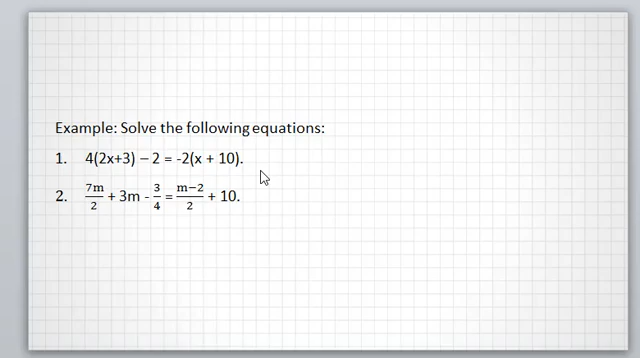 Example: Solve the following equations:
1. 4(2x+3) – 2 = -2(x + 10).
2. 7m/2 + 3m - 3/4 = m−2/2 + 10.